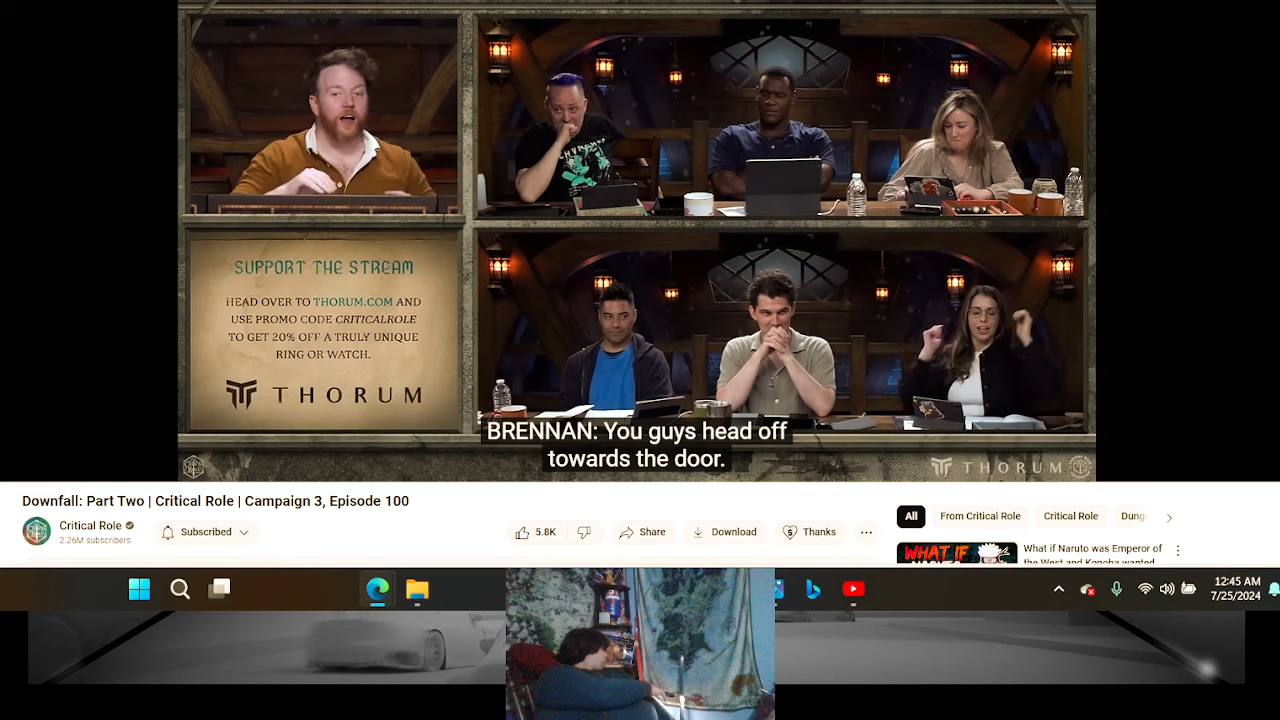 SUPPORT THE STREAM
HEAD OVER TO THORUM.COM AND
USE PROMO CODE CRITICALROLE
TO GET 20% OFF A TRULY UNIQUE
RING OR WATCH.
THORUM
BRENNAN: You guys head off
towards the door.
THORUM
Downfall: Part Two | Critical Role | Campaign 3, Episode 100
Critical Role
2.26M subscribers
Subscribed
5.8K
Share
Download
Thanks
All
From Critical Role
Critical Role
Dung
WHAT IF
What if Naruto was Emperor of
the West and Konoha wanted
12:45 AM
7/25/2024